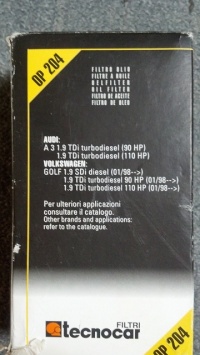 OP 204
FILTRO OLIO
FILTRE A HUILE
OELFILTER
OIL FILTER
FILTRO DE ACEITE
FILTRO DE OLEO
AUDI:
A 3 1.9 TDi turbodiesel (90 HP)
1.9 TDi turbodiesel (110 HP)
VOLKSWAGEN:
GOLF 1.9 SDi diesel (01/98-->)
1.9 TDi turbodiesel 90 HP (01/98-->)
1.9 TDi turbodiesel 110 HP (01/98-->)
Per ulteriori applicazioni
consultare il catalogo.
Other brands and applications:
refer to the catalogue.
FILTRI
tecnocar
OP 204